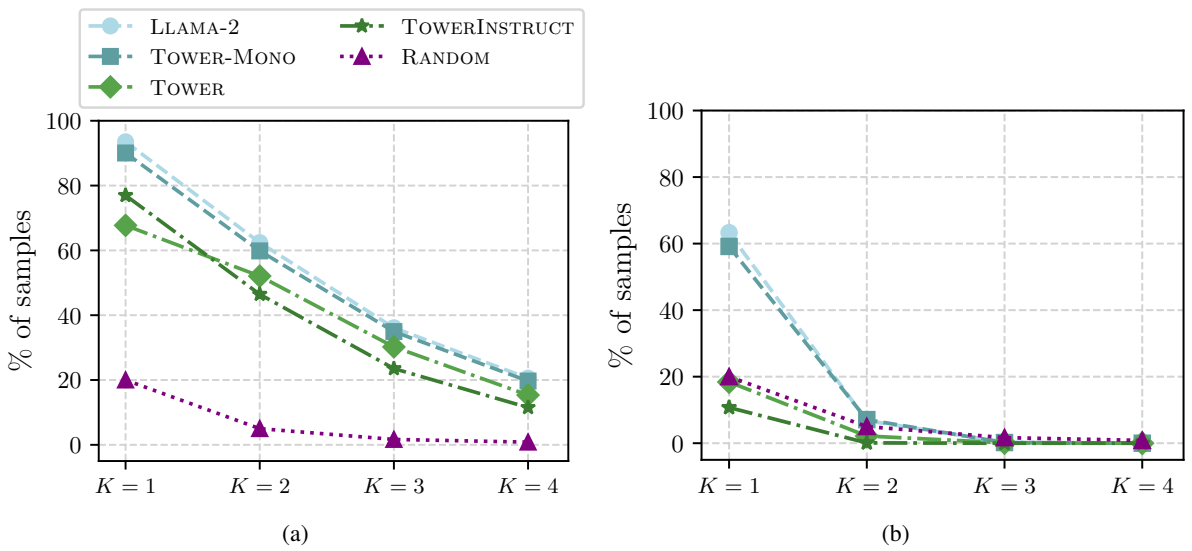 LLAMA-2
TOWER-MONO
TOWER
TOWERINSTRUCT
RANDOM
% of samples
100
80
60
40
20
0
K = 1
K = 2
K = 3
K = 4
(a)
% of samples
100
80
60
40
20
0
K = 1
K = 2
K = 3
K = 4
(b)